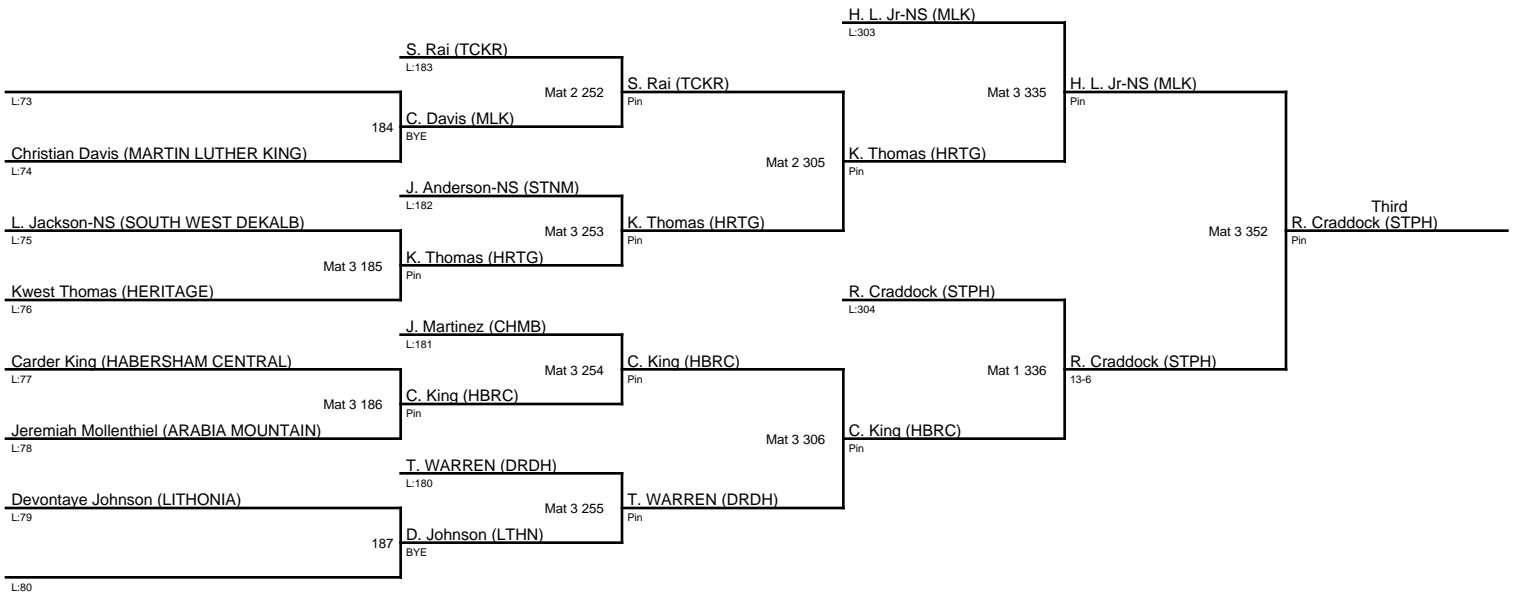 H. L. Jr-NS (MLK)
L:303
S. Rai (TCKR)
L:183
Mat 2 252
S. Rai (TCKR)
Pin
Mat 3 335
H. L. Jr-NS (MLK)
Pin
L:73
184
C. Davis (MLK)
BYE
Christian Davis (MARTIN LUTHER KING)
L:74
Mat 2 305
K. Thomas (HRTG)
Pin
J. Anderson-NS (STNM)
L:182
L. Jackson-NS (SOUTH WEST DEKALB)
L:75
Mat 3 253
K. Thomas (HRTG)
Pin
Mat 3 352
Third
R. Craddock (STPH)
Pin
Mat 3 185
K. Thomas (HRTG)
Pin
Kwest Thomas (HERITAGE)
L:76
R. Craddock (STPH)
L:304
J. Martinez (CHMB)
L:181
Carder King (HABERSHAM CENTRAL)
L:77
Mat 3 254
C. King (HBRC)
Pin
Mat 1 336
R. Craddock (STPH)
13-6
Mat 3 186
C. King (HBRC)
Pin
Jeremiah Mollenthiel (ARABIA MOUNTAIN)
L:78
Mat 3 306
C. King (HBRC)
Pin
T. WARREN (DRDH)
L:180
Devontaye Johnson (LITHONIA)
L:79
Mat 3 255
T. WARREN (DRDH)
Pin
187
D. Johnson (LTHN)
BYE
L:80